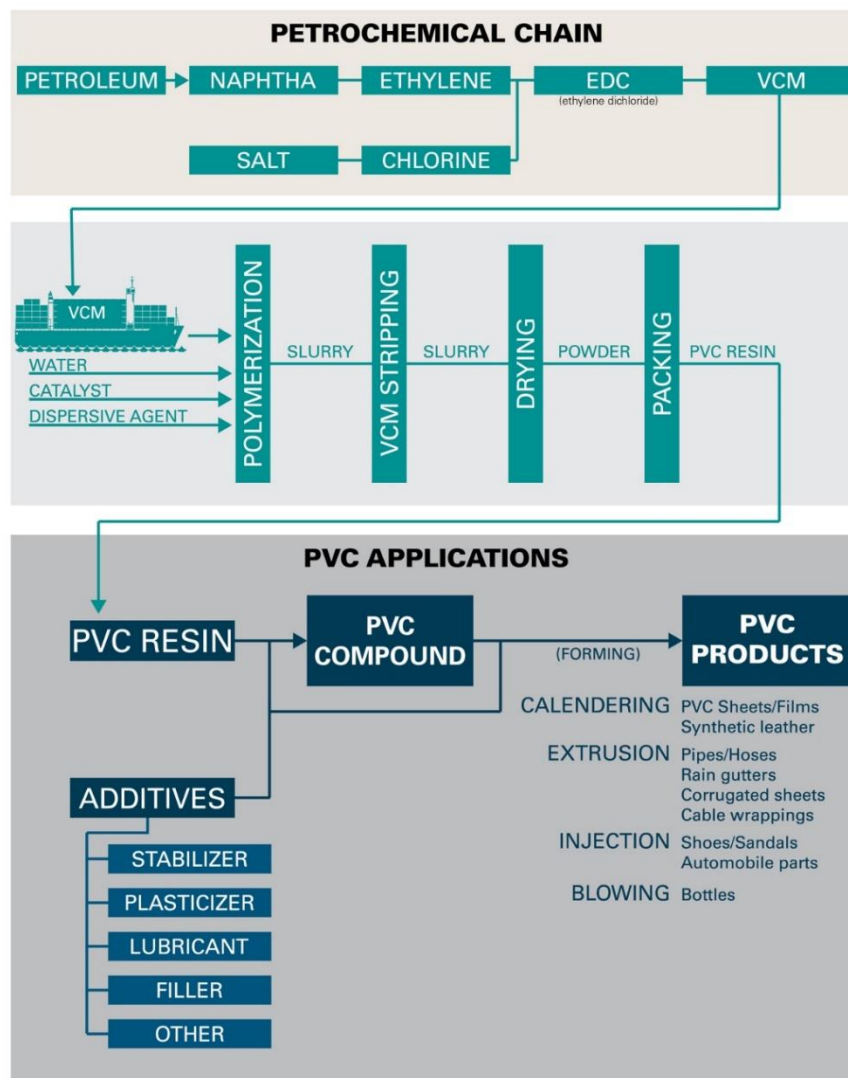 PETROCHEMICAL CHAIN
PETROLEUM
NAPHTHA
ETHYLENE
EDC
VCM
(ethylene dichloride)
SALT
CHLORINE
VCM
WATER
CATALYST
DISPERSIVE AGENT
POLYMERIZATION
SLURRY
VCM STRIPPING
SLURRY
DRYING
POWDER
PACKING
PVC RESIN
PVC APPLICATIONS
PVC RESIN
PVC
COMPOUND
(FORMING)
PVC
PRODUCTS
CALENDERING PVC Sheets/Films
Synthetic leather
EXTRUSION Pipes/Hoses
Rain gutters
Corrugated sheets
Cable wrappings
INJECTION Shoes/Sandals
Automobile parts
BLOWING Bottles
ADDITIVES
STABILIZER
PLASTICIZER
LUBRICANT
FILLER
OTHER